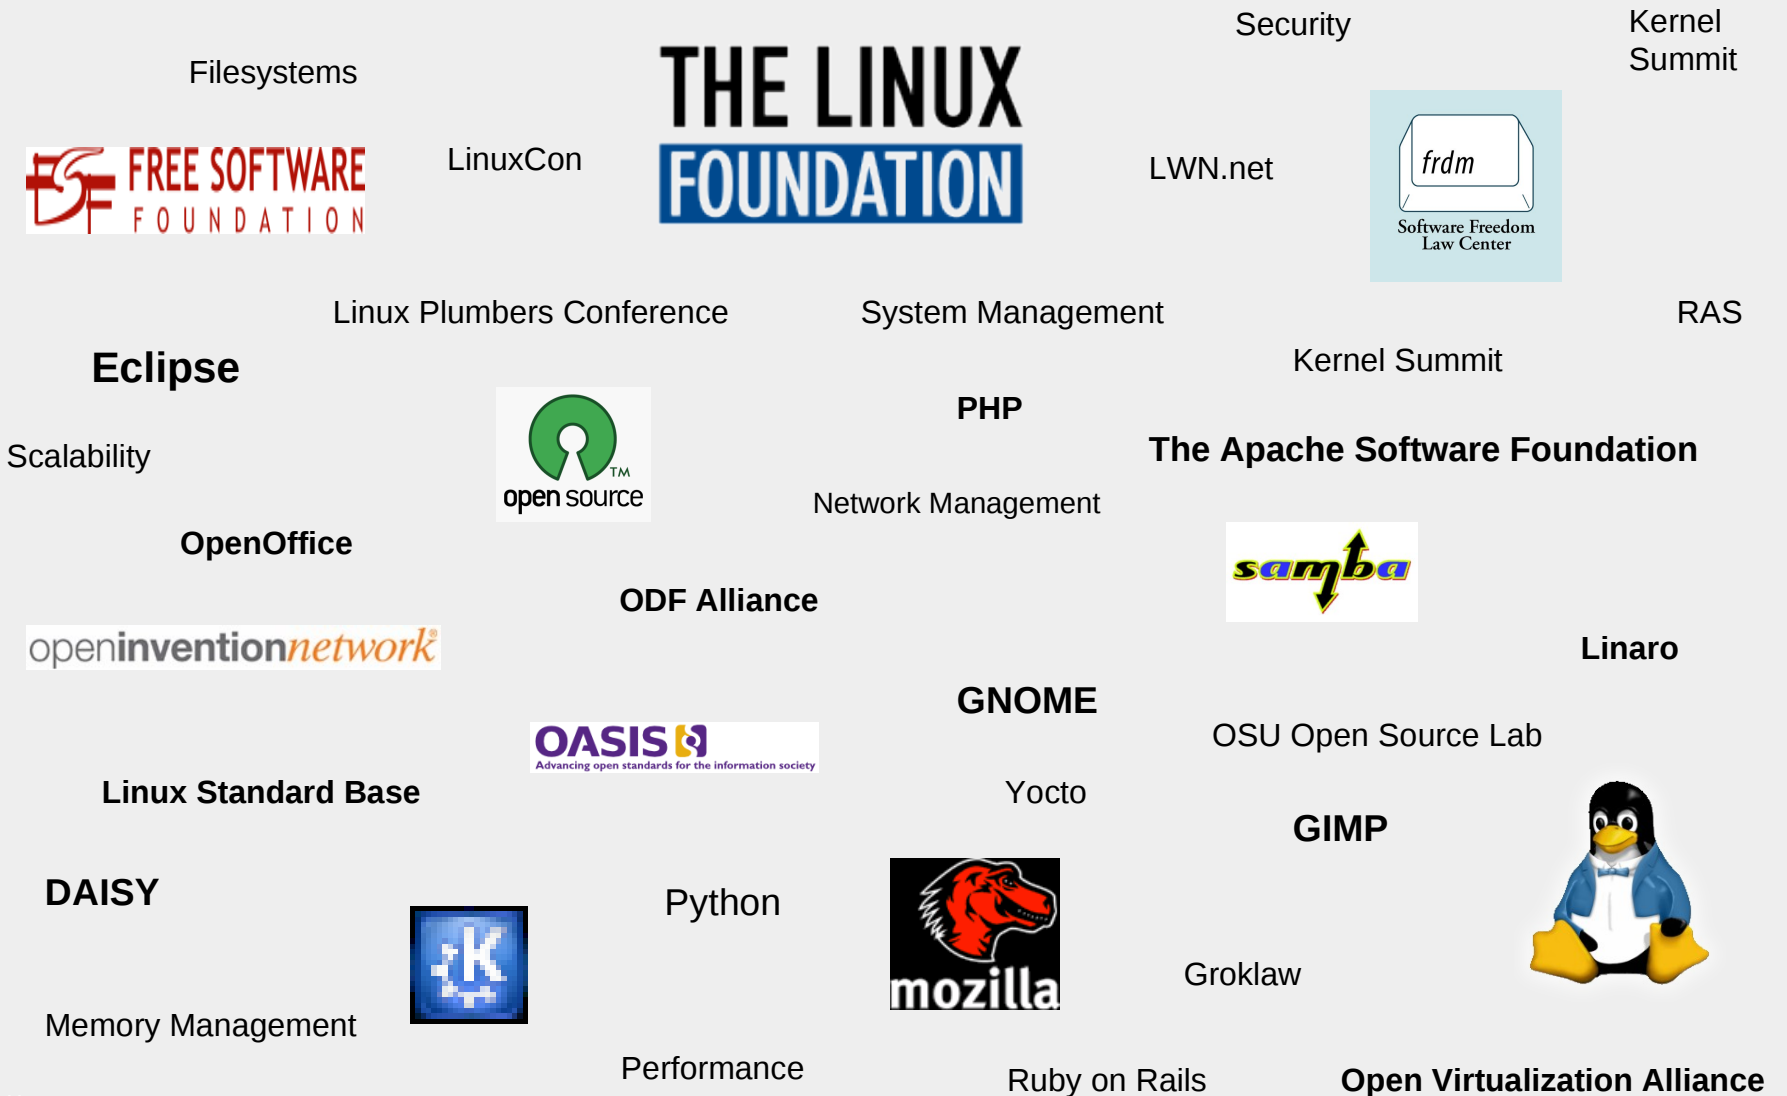 Security
Kernel
Summit
Filesystems
THE LINUX
FOUNDATION
FREE SOFTWARE
FOUNDATION
LinuxCon
LWN.net
frdm
Software Freedom
Law Center
Linux Plumbers Conference
System Management
RAS
Eclipse
Kernel Summit
PHP
The Apache Software Foundation
Scalability
TM
open source
Network Management
OpenOffice
samba
ODF Alliance
openinventionnetwork®
Linaro
GNOME
OASIS
Advancing open standards for the information society
OSU Open Source Lab
Linux Standard Base
Yocto
GIMP
DAISY
Python
K
mozilla
Groklaw
Memory Management
Performance
Ruby on Rails
Open Virtualization Alliance